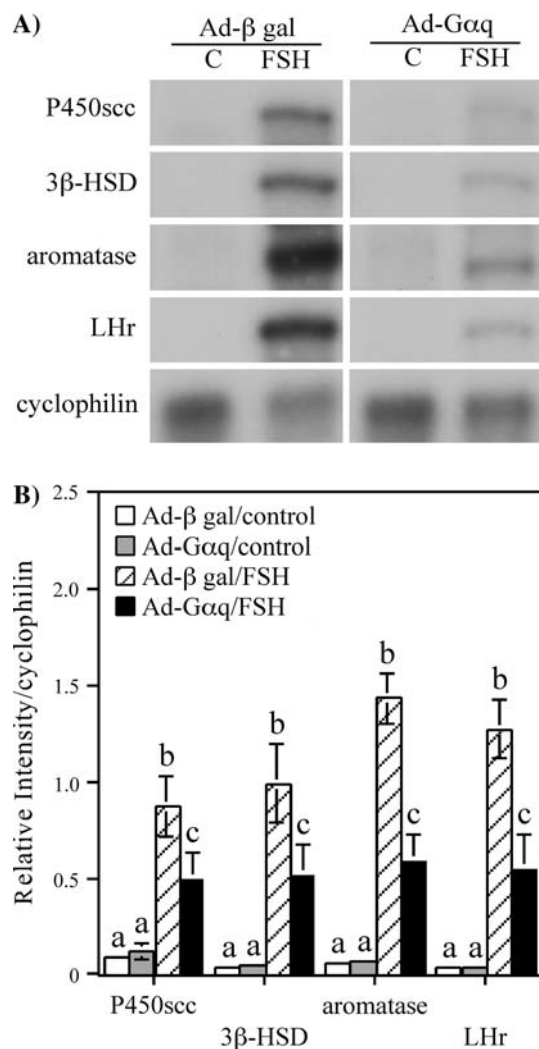 A)
Ad-β gal Ad-Gαq
C FSH C FSH
P450scc
3β-HSD
aromatase
LHr
cyclophilin
B)
Relative Intensity/cyclophilin
2.5
2.0
1.5
1.0
0.5
0
Ad-β gal/control
Ad-Gαq/control
Ad-β gal/FSH
Ad-Gαq/FSH
a a b c a a b c a a b c a a b c
P450scc aromatase
3β-HSD LHr